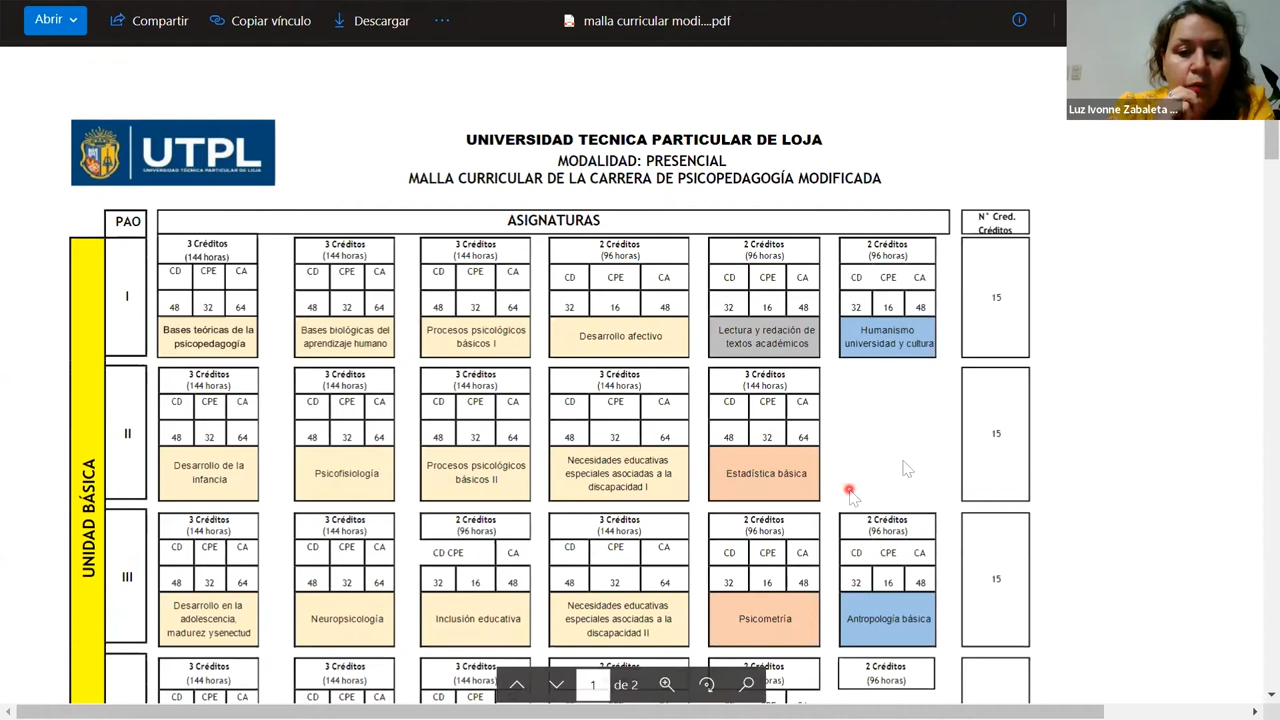 Abrir
Compartir
Copiar vínculo
Descargar
...
malla curricular modi....pdf
Luz Ivonne Zabaleta ...
UTPL
UNIVERSIDAD TÉCNICA PARTICULAR DE LOJA
UNIVERSIDAD TECNICA PARTICULAR DE LOJA
MODALIDAD: PRESENCIAL
MALLA CURRICULAR DE LA CARRERA DE PSICOPEDAGOGÍA MODIFICADA
PAO ASIGNATURAS N° Cred.
Créditos
UNIDAD BÁSICA
I
3 Créditos 3 Créditos 3 Créditos 2 Créditos 2 Créditos 2 Créditos
(144 horas) (144 horas) (144 horas) (96 horas) (96 horas) (96 horas)
CD CPE CA CD CPE CA CD CPE CA CD CPE CA CD CPE CA CD CPE CA
48 32 64 48 32 64 48 32 64 32 16 48 32 16 48 32 16 48
15
Bases teóricas de la
psicopedagogía
Bases biológicas del
aprendizaje humano
Procesos psicológicos
básicos I
Desarrollo afectivo
Lectura y redación de
textos académicos
Humanismo
universidad y cultura
II
3 Créditos 3 Créditos 3 Créditos 3 Créditos 3 Créditos
(144 horas) (144 horas) (144 horas) (144 horas) (144 horas)
CD CPE CA CD CPE CA CD CPE CA CD CPE CA CD CPE CA
48 32 64 48 32 64 48 32 64 48 32 64 48 32 64
15
Desarrollo de la
infancia
Psicofisiología
Procesos psicológicos
básicos II
Necesidades educativas
especiales asociadas a la
discapacidad I
Estadística básica
III
3 Créditos 3 Créditos 2 Créditos 3 Créditos 2 Créditos 2 Créditos
(144 horas) (144 horas) (96 horas) (144 horas) (96 horas) (96 horas)
CD CPE CA CD CPE CA CD CPE CA CD CPE CA CD CPE CA CD CPE CA
48 32 64 48 32 64 32 16 48 48 32 64 32 16 48 32 16 48
15
Desarrollo en la
adolescencia,
madurez ysenectud
Neuropsicología
Inclusión educativa
Necesidades educativas
especiales asociadas a la
discapacidad II
Psicometría
Antropología básica
3 Créditos 3 Créditos 3 Créditos 2 Créditos
(144 horas) (144 horas) (144 horas) (96 horas)
CD CPE CA CD CPE CA CD CPE
1 de 2